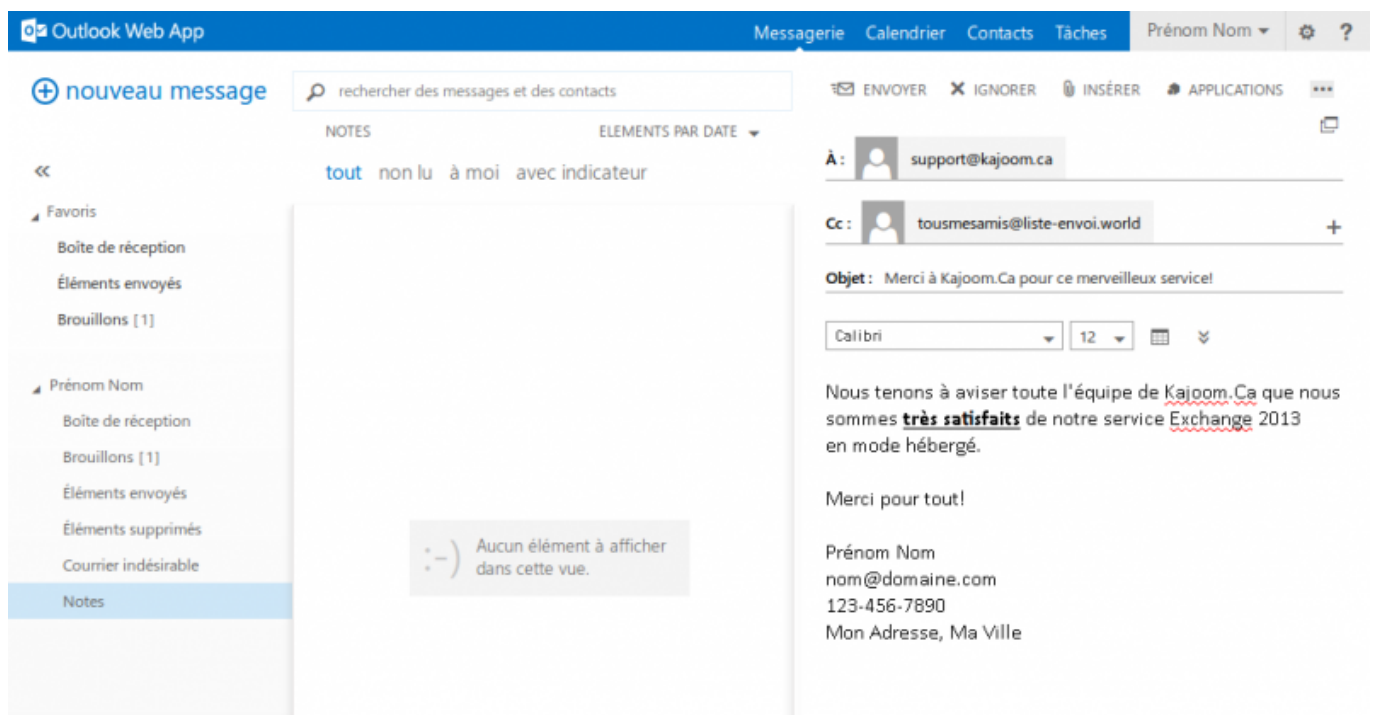 Outlook Web App
Messagerie Calendrier Contacts Tâches Prénom Nom ?
nouveau message
rechercher des messages et des contacts
NOTES ELEMENTS PAR DATE
tout non lu à moi avec indicateur
«
Favoris
Boîte de réception
Éléments envoyés
Brouillons [1]
Prénom Nom
Boîte de réception
Brouillons [1]
Éléments envoyés
Éléments supprimés
Courrier indésirable
Notes
:-)
Aucun élément à afficher
dans cette vue.
ENVOYER IGNORER INSÉRER APPLICATIONS •••
À : support@kajoom.ca
Cc : tousmesamis@liste-envoi.world +
Objet : Merci à Kajoom.Ca pour ce merveilleux service!
Calibri 12
Nous tenons à aviser toute l'équipe de Kajoom.Ca que nous
sommes très satisfaits de notre service Exchange 2013
en mode hébergé.
Merci pour tout!
Prénom Nom
nom@domaine.com
123-456-7890
Mon Adresse, Ma Ville